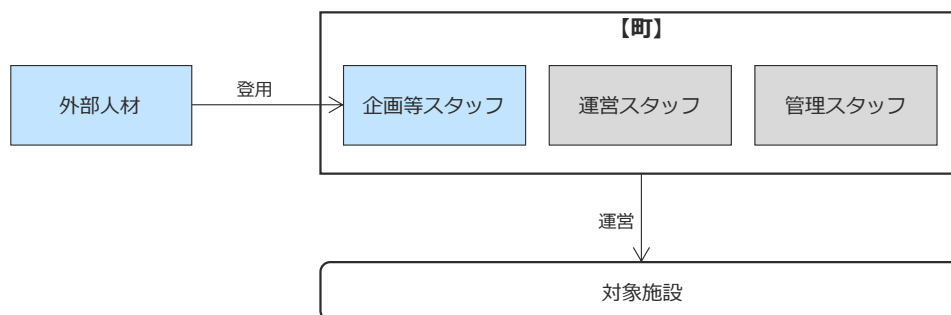 【町】
外部人材
登用
企画等スタッフ
運営スタッフ
管理スタッフ
運営
対象施設